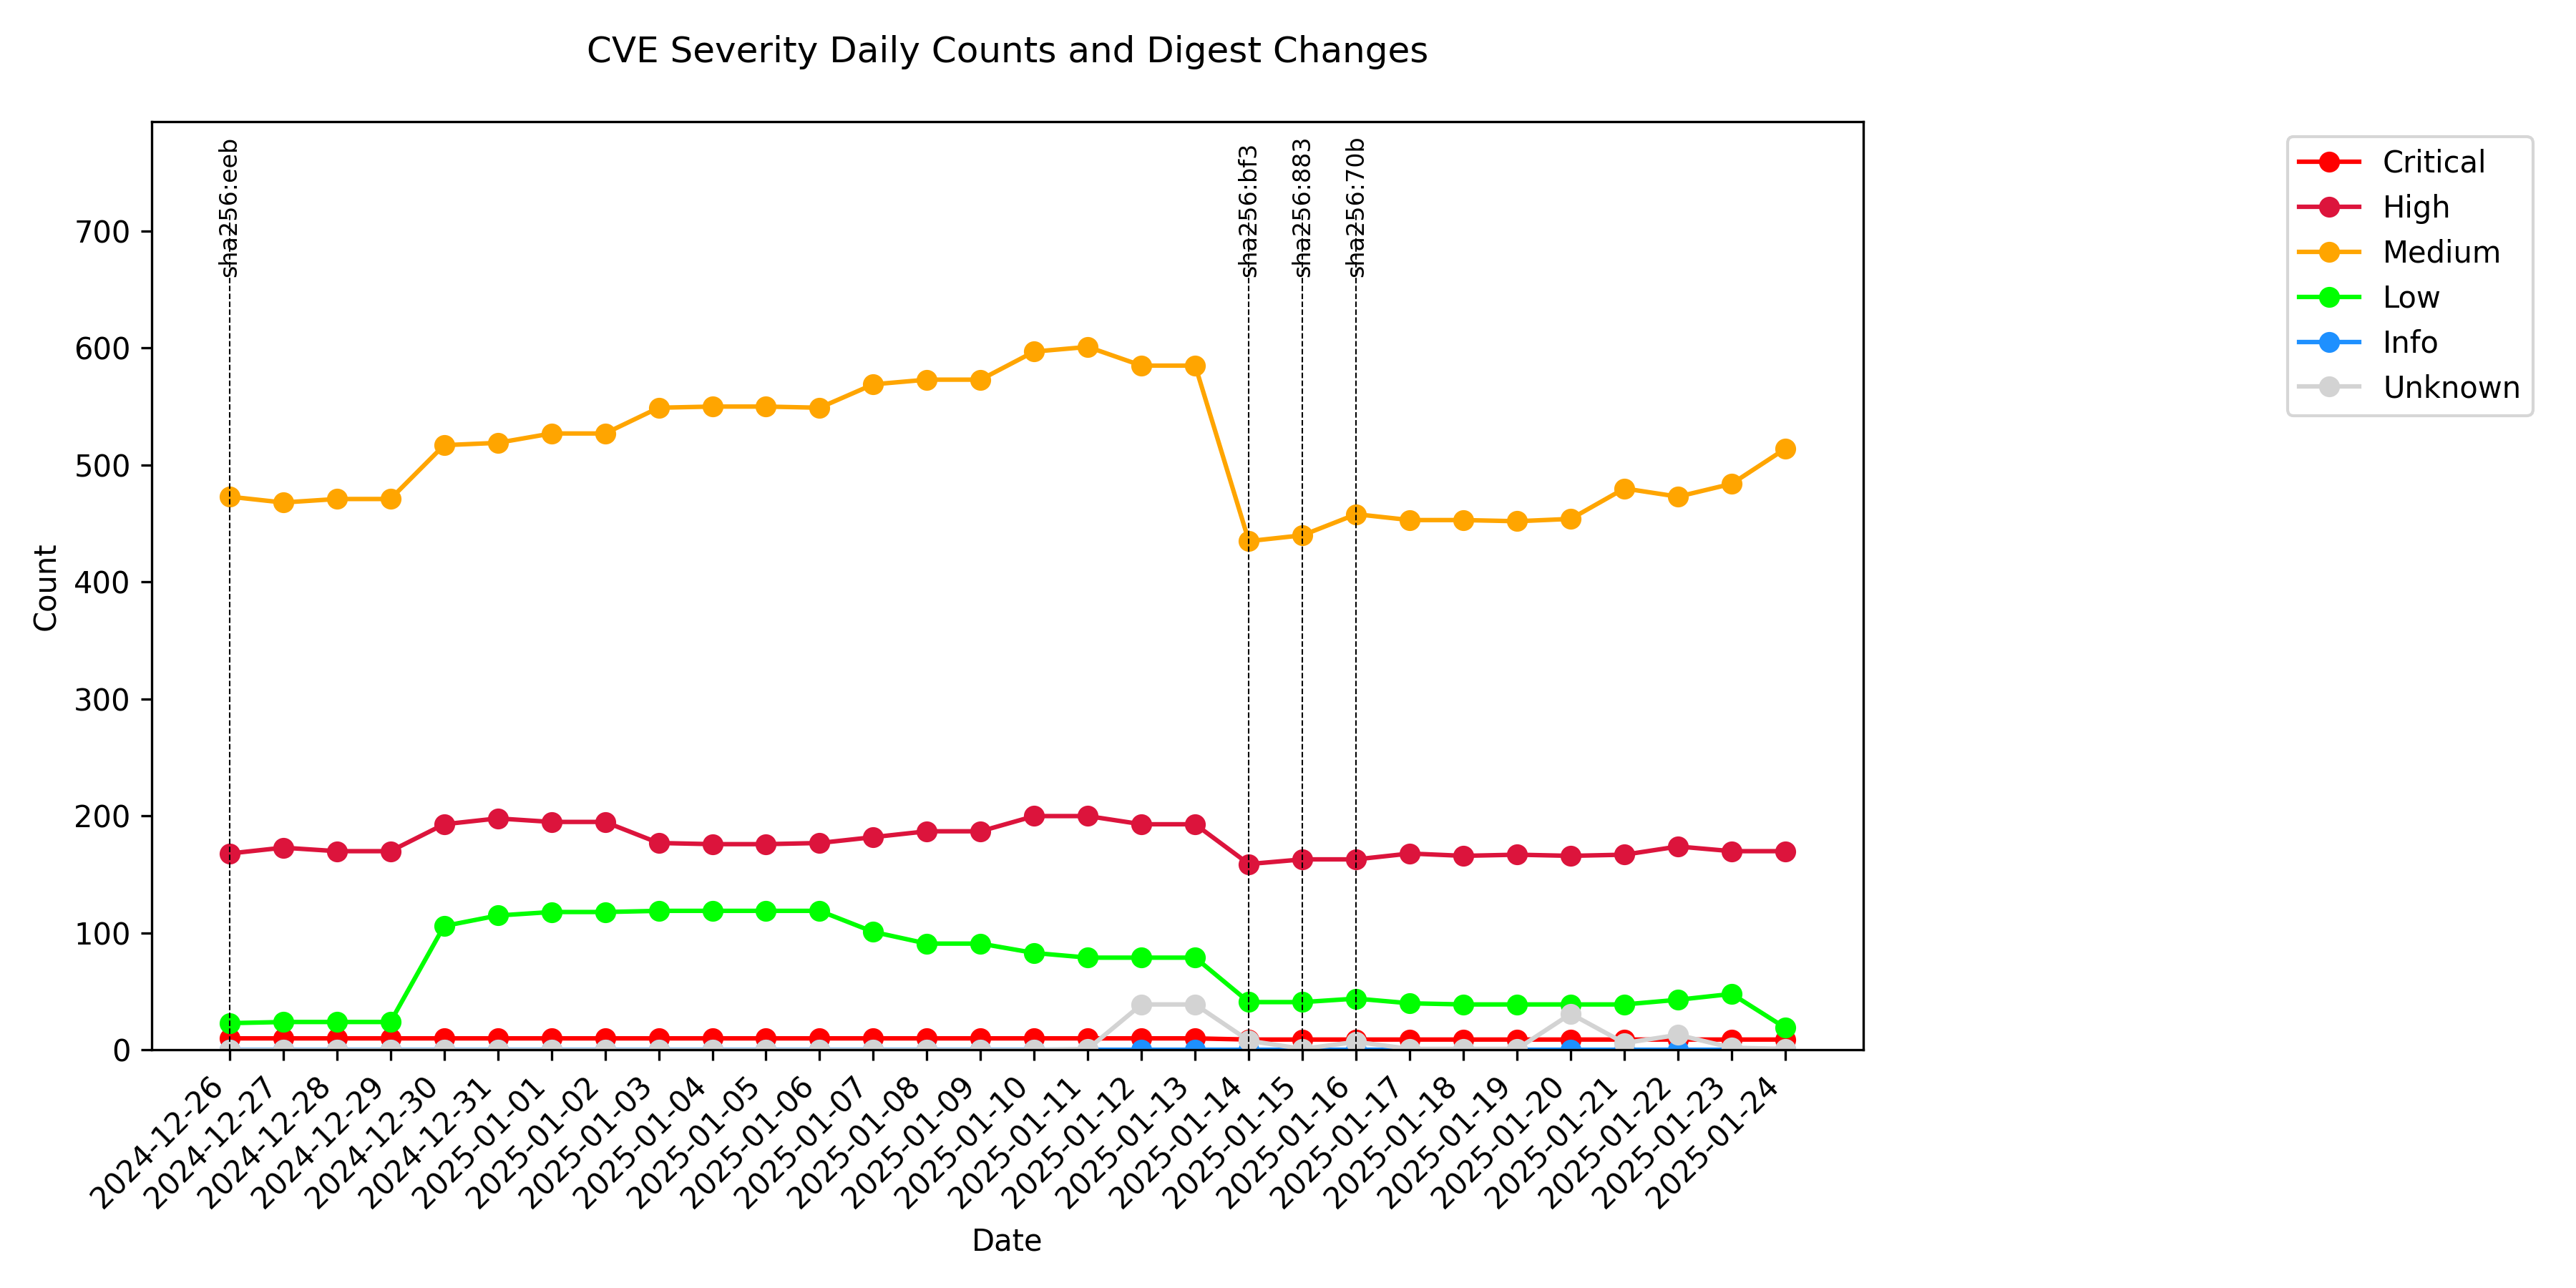 CVE Severity Daily Counts and Digest Changes
sha256:eeb
sha256:bf3
sha256:883
sha256:70b
Critical
High
Medium
Low
Info
Unknown
700
600
500
400
300
200
100
0
Count
2024-12-26
2024-12-27
2024-12-28
2024-12-29
2024-12-30
2024-12-31
2025-01-01
2025-01-02
2025-01-03
2025-01-04
2025-01-05
2025-01-06
2025-01-07
2025-01-08
2025-01-09
2025-01-10
2025-01-11
2025-01-12
2025-01-13
2025-01-14
2025-01-15
2025-01-16
2025-01-17
2025-01-18
2025-01-19
2025-01-20
2025-01-21
2025-01-22
2025-01-23
2025-01-24
Date